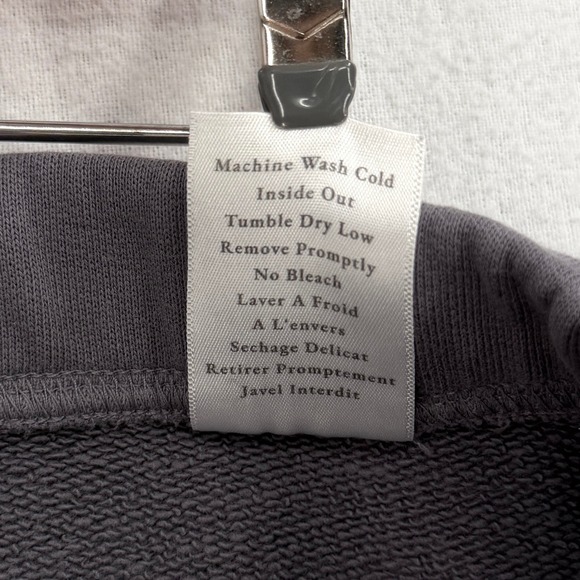 Machine Wash Cold
Inside Out
Tumble Dry Low
Remove Promptly
No Bleach
Laver A Froid
A L'envers
Sechage Delicat
Retirer Promptement
Javel Interdit